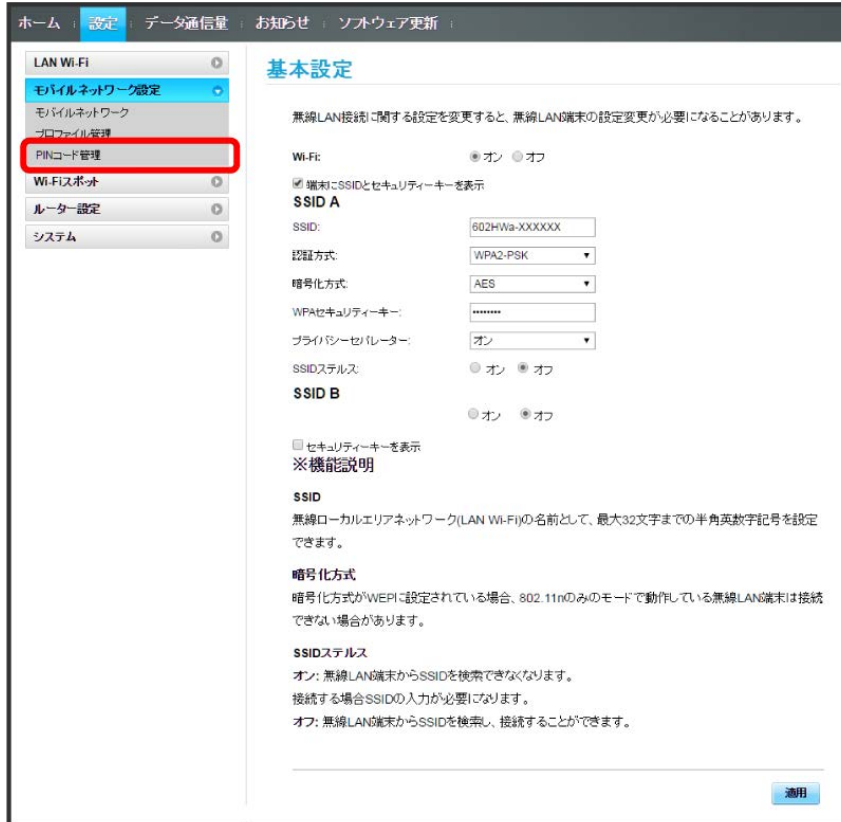 ホーム 設定 データ通信量 お知らせ ソフトウェア更新
LAN Wi-Fi
モバイルネットワーク設定
モバイルネットワーク
プロファイル管理
PINコード管理
Wi-Fiスポット
ルーター設定
システム
基本設定
無線LAN接続に関する設定を変更すると、無線LAN端末の設定変更が必要になることがあります。
Wi-Fi: オン オフ
端末にSSIDとセキュリティーキーを表示
SSID A
SSID: 602HWa-XXXXXX
認証方式: WPA2-PSK
暗号化方式: AES
WPAセキュリティーキー: ••••••••
プライバシーセパレーター: オン
SSIDステルス: オン オフ
SSID B
オン オフ
セキュリティーキーを表示
※機能説明
SSID
無線ローカルエリアネットワーク(LAN Wi-Fi)の名前として、最大32文字までの半角英数字記号を設定
できます。
暗号化方式
暗号化方式がWEPに設定されている場合、802.11nのみのモードで動作している無線LAN端末は接続
できない場合があります。
SSIDステルス
オン: 無線LAN端末からSSIDを検索できなくなります。
接続する場合SSIDの入力が必要になります。
オフ: 無線LAN端末からSSIDを検索し、接続することができます。
適用